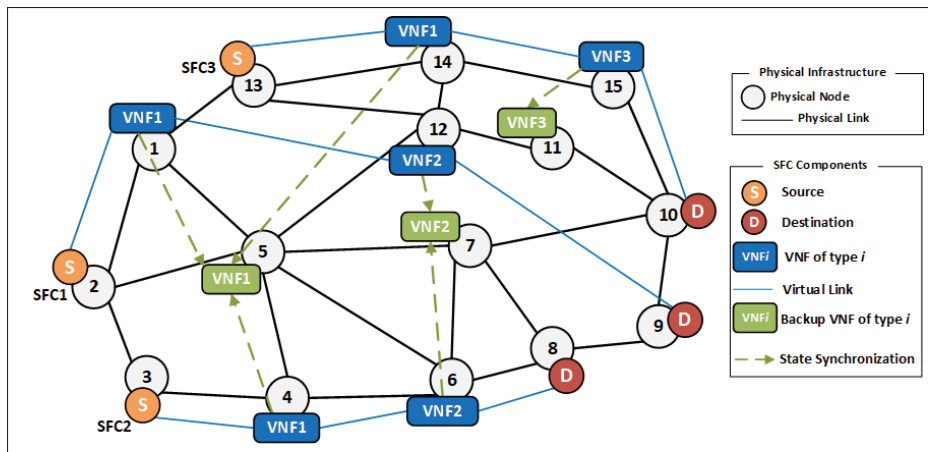 VNF1
S
SFC3
13
14
VNF3
15
Physical Infrastructure
Physical Node
Physical Link
VNF1
1
12
VNF2
VNF3
11
SFC Components
S Source
D Destination
VNFi VNF of type i
Virtual Link
VNFi Backup VNF of type i
State Synchronization
10
D
VNF2
7
5
VNF1
S
SFC1
2
9
D
8
D
3
S
SFC2
4
VNF1
6
VNF2